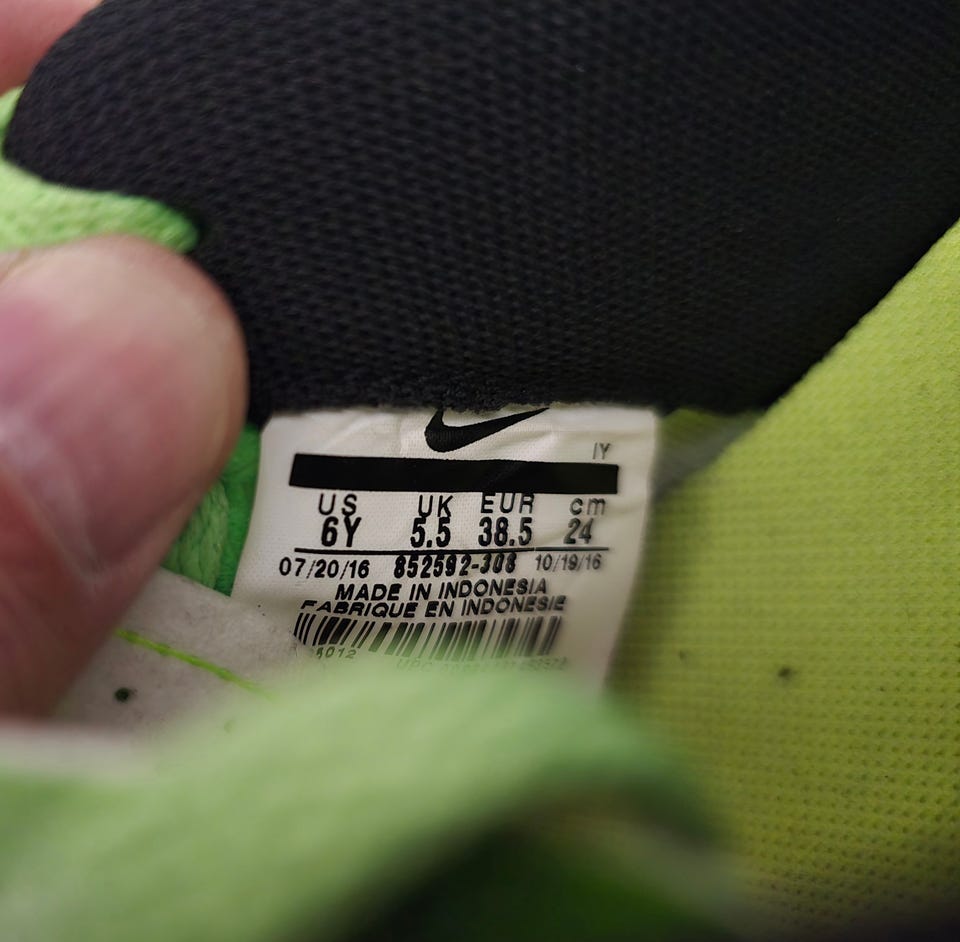 IY
US UK EUR cm
6Y 5.5 38.5 24
07/20/16 852592-308 10/19/16
MADE IN INDONESIA
FABRIQUE EN INDONESIE